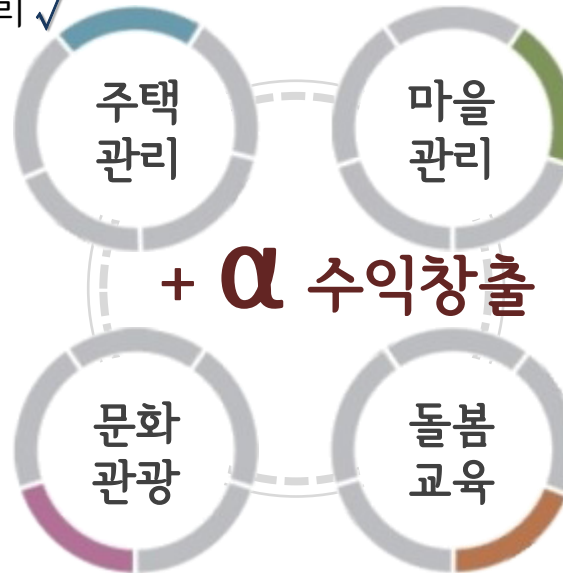 리 √
주택
관리
마을
관리
+ α 수익창출
문화
관광
돌봄
교육